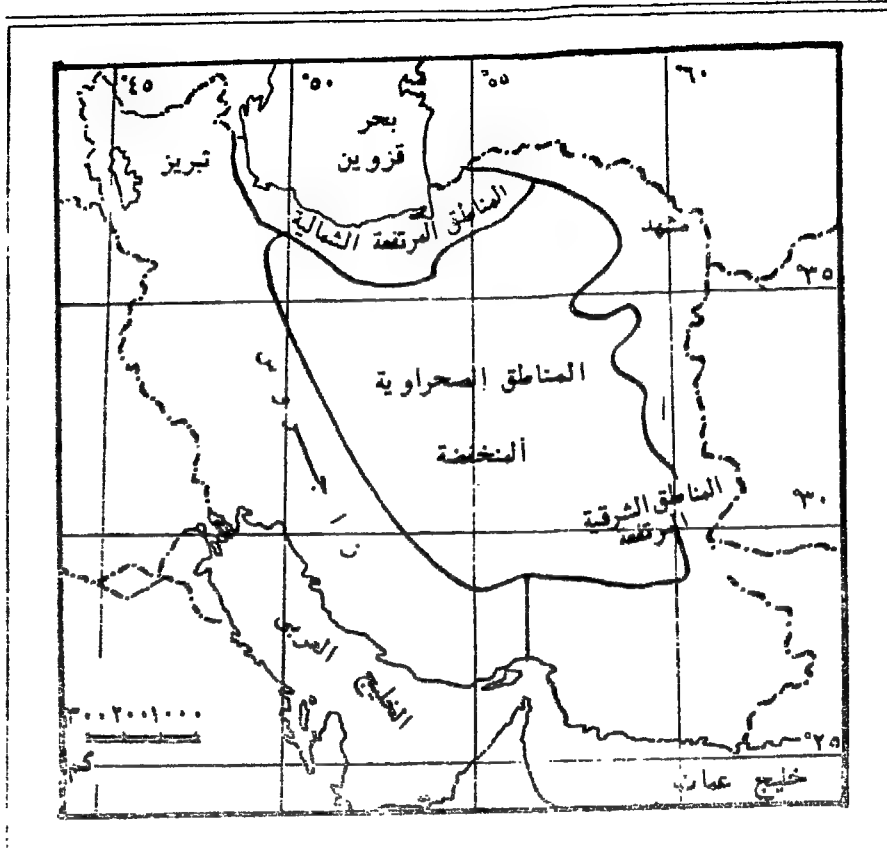 °٤٥
°٥٠
°٥٥
°٦٠
بحر
قزوين
تبريز
المناطق المرتفعة الشمالية
مشهد
°٣٥
المناطق الصحراوية
ألمنخفضة
°٣٠
المناطق الشرقية
المرتفعة
الخليج العربي
°٢٥
خليج عمان